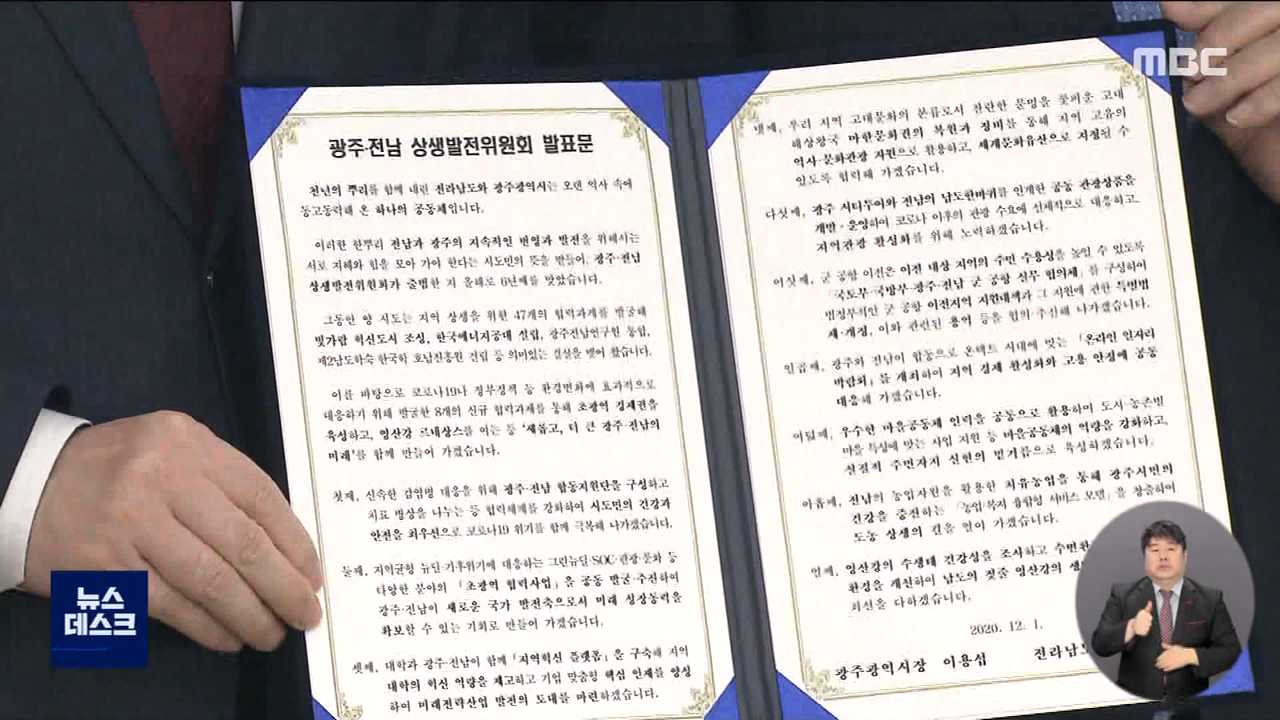 MBC
광주·전남 상생발전위원회 발표문
천년의 뿌리를 함께 내린 전라남도와 광주광역시는 오랜 역사 속에
동고동락해 온 하나의 공동체입니다.
이러한 한뿌리 전남과 광주의 지속적인 번영과 발전을 위해서는
서로 지혜와 힘을 모아 가야 한다는 시도민의 뜻을 받들어, 광주·전남
상생발전위원회가 출범한 지 올해로 6년째를 맞았습니다.
그동안 양 시도는 지역 상생을 위한 47개의 협력과제를 발굴해
빛가람 혁신도시 조성, 한국에너지공대 설립, 광주전남연구원 통합,
제2남도학숙·한국학 호남진흥원 건립 등 의미있는 결실을 맺어 왔습니다.
이를 바탕으로 코로나19나 정부정책 등 환경변화에 효과적으로
대응하기 위해 발굴한 8개의 신규 협력과제를 통해 초광역 경제권을
육성하고, 영산강 르네상스를 여는 등 '새롭고, 더 큰 광주·전남의
미래'를 함께 만들어 가겠습니다.
첫째, 신속한 감염병 대응을 위해 광주·전남 합동지원단을 구성하고
치료 병상을 나누는 등 협력체계를 강화하여 시도민의 건강과
안전을 최우선으로 코로나19 위기를 함께 극복해 나가겠습니다.
둘째, 지역균형 뉴딜·기후위기에 대응하는 그린뉴딜·SOC·관광·문화 등
다양한 분야의 「초광역 협력사업」을 공동 발굴·추진하여
광주·전남이 새로운 국가 발전축으로서 미래 성장동력을
확보할 수 있는 기회로 만들어 가겠습니다.
셋째, 대학과 광주·전남이 함께 「지역혁신 플랫폼」을 구축해 지역
대학의 혁신 역량을 제고하고 기업 맞춤형 핵심 인재를 양성
하여 미래전략산업 발전의 토대를 마련하겠습니다.
넷째, 우리 지역 고대문화의 본류로서 찬란한 문명을 꽃피운 고대
해상왕국 마한문화권의 복원과 정비를 통해 지역 고유의
역사·문화관광 자원으로 활용하고, 세계문화유산으로 지정될 수
있도록 협력해 가겠습니다.
다섯째, 광주 시티투어와 전남의 남도한바퀴를 연계한 공동 관광상품을
개발·운영하여 코로나 이후의 관광 수요에 선제적으로 대응하고,
지역관광 활성화를 위해 노력하겠습니다.
여섯째, 군 공항 이전은 이전 대상 지역의 주민 수용성을 높일 수 있도록
「국토부·국방부·광주·전남 군 공항 실무 협의체」를 구성하여
범정부적인 군 공항 이전지역 지원대책과 그 지원에 관한 특별법
제·개정, 이와 관련된 용역 등을 협의·추진해 나가겠습니다.
일곱째, 광주와 전남이 합동으로 온택트 시대에 맞는 「온라인 일자리
박람회」를 개최하여 지역 경제 활성화와 고용 안정에 공동
대응해 가겠습니다.
여덟째, 우수한 마을공동체 인력을 공동으로 활용하여 도시·농촌별
마을 특성에 맞는 사업 지원 등 마을공동체의 역량을 강화하고,
실질적 주민자치 실현의 밑거름으로 육성하겠습니다.
아홉째, 전남의 농업자원을 활용한 치유농업을 통해 광주시민의
건강을 증진하는 「농업·복지 융합형 서비스 모델」을 창출하여
도농 상생의 길을 열어 가겠습니다.
열째, 영산강의 수생태 건강성을 조사하고 수변환
환경을 개선하여 남도의 젖줄 영산강의
최선을 다하겠습니다.
2020. 12. 1.
광주광역시장 이용섭 전라남도
뉴스
데스크